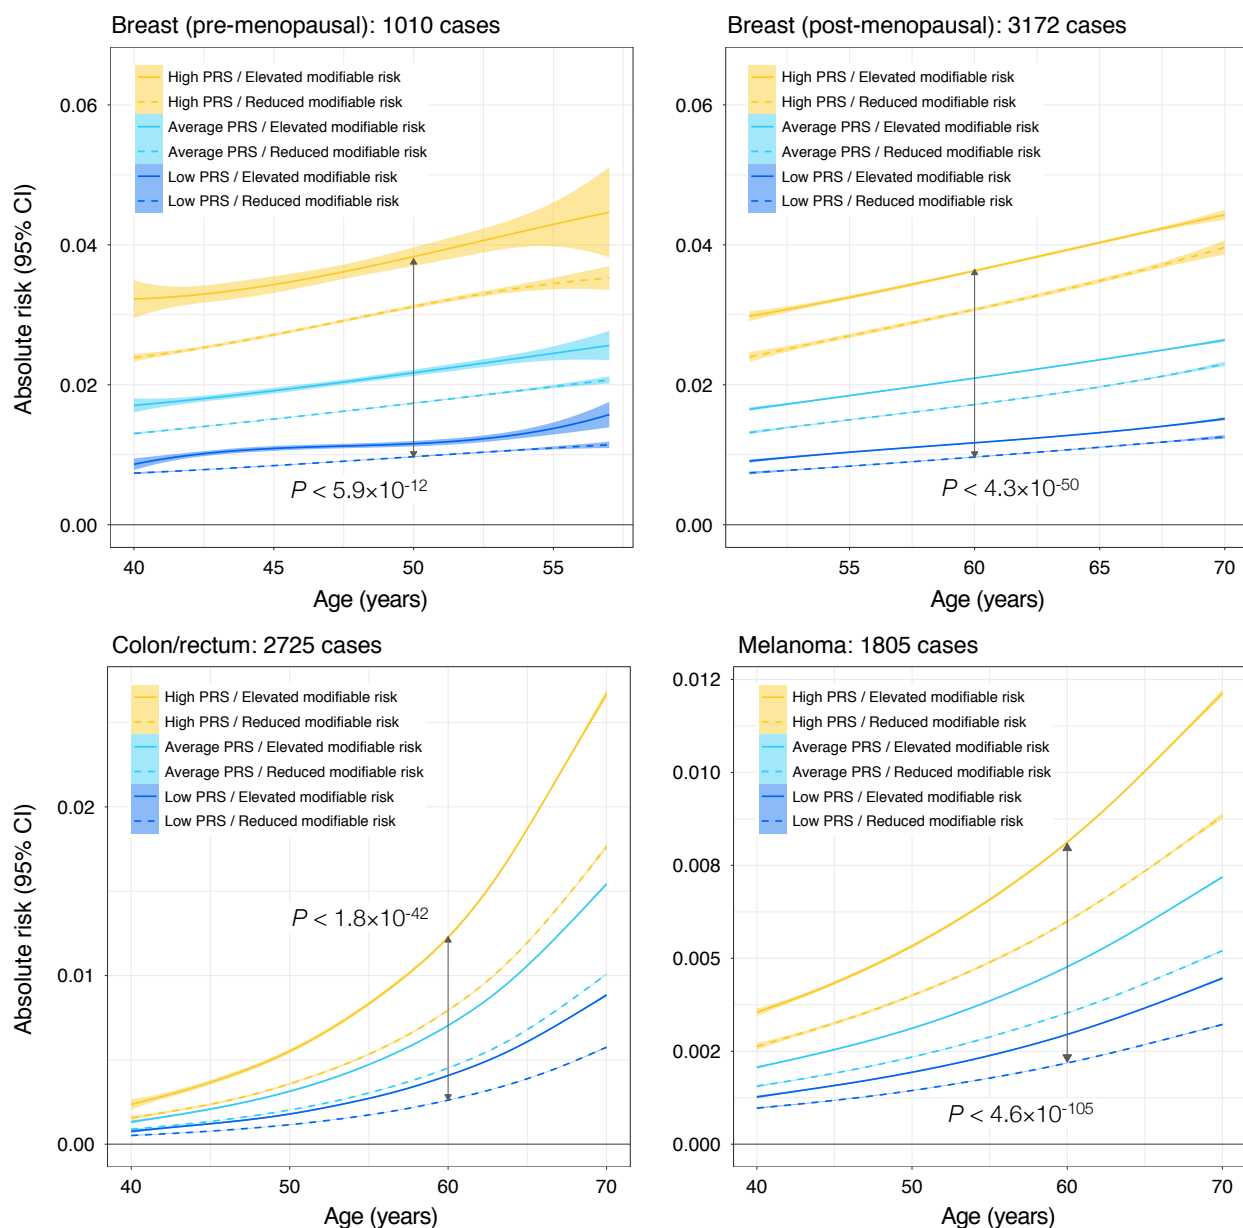 Breast (pre-menopausal): 1010 cases
High PRS / Elevated modifiable risk
High PRS / Reduced modifiable risk
Average PRS / Elevated modifiable risk
Average PRS / Reduced modifiable risk
Low PRS / Elevated modifiable risk
Low PRS / Reduced modifiable risk
0.06
0.04
0.02
0.00
Absolute risk (95% CI)
P < 5.9×10-12
40 45 50 55
Age (years)
Breast (post-menopausal): 3172 cases
High PRS / Elevated modifiable risk
High PRS / Reduced modifiable risk
Average PRS / Elevated modifiable risk
Average PRS / Reduced modifiable risk
Low PRS / Elevated modifiable risk
Low PRS / Reduced modifiable risk
0.06
0.04
0.02
0.00
P < 4.3×10-50
55 60 65 70
Age (years)
Colon/rectum: 2725 cases
High PRS / Elevated modifiable risk
High PRS / Reduced modifiable risk
Average PRS / Elevated modifiable risk
Average PRS / Reduced modifiable risk
Low PRS / Elevated modifiable risk
Low PRS / Reduced modifiable risk
0.02
0.01
0.00
Absolute risk (95% CI)
P < 1.8×10-42
40 50 60 70
Age (years)
Melanoma: 1805 cases
High PRS / Elevated modifiable risk
High PRS / Reduced modifiable risk
Average PRS / Elevated modifiable risk
Average PRS / Reduced modifiable risk
Low PRS / Elevated modifiable risk
Low PRS / Reduced modifiable risk
0.012
0.010
0.008
0.005
0.002
0.000
P < 4.6×10-105
40 50 60 70
Age (years)